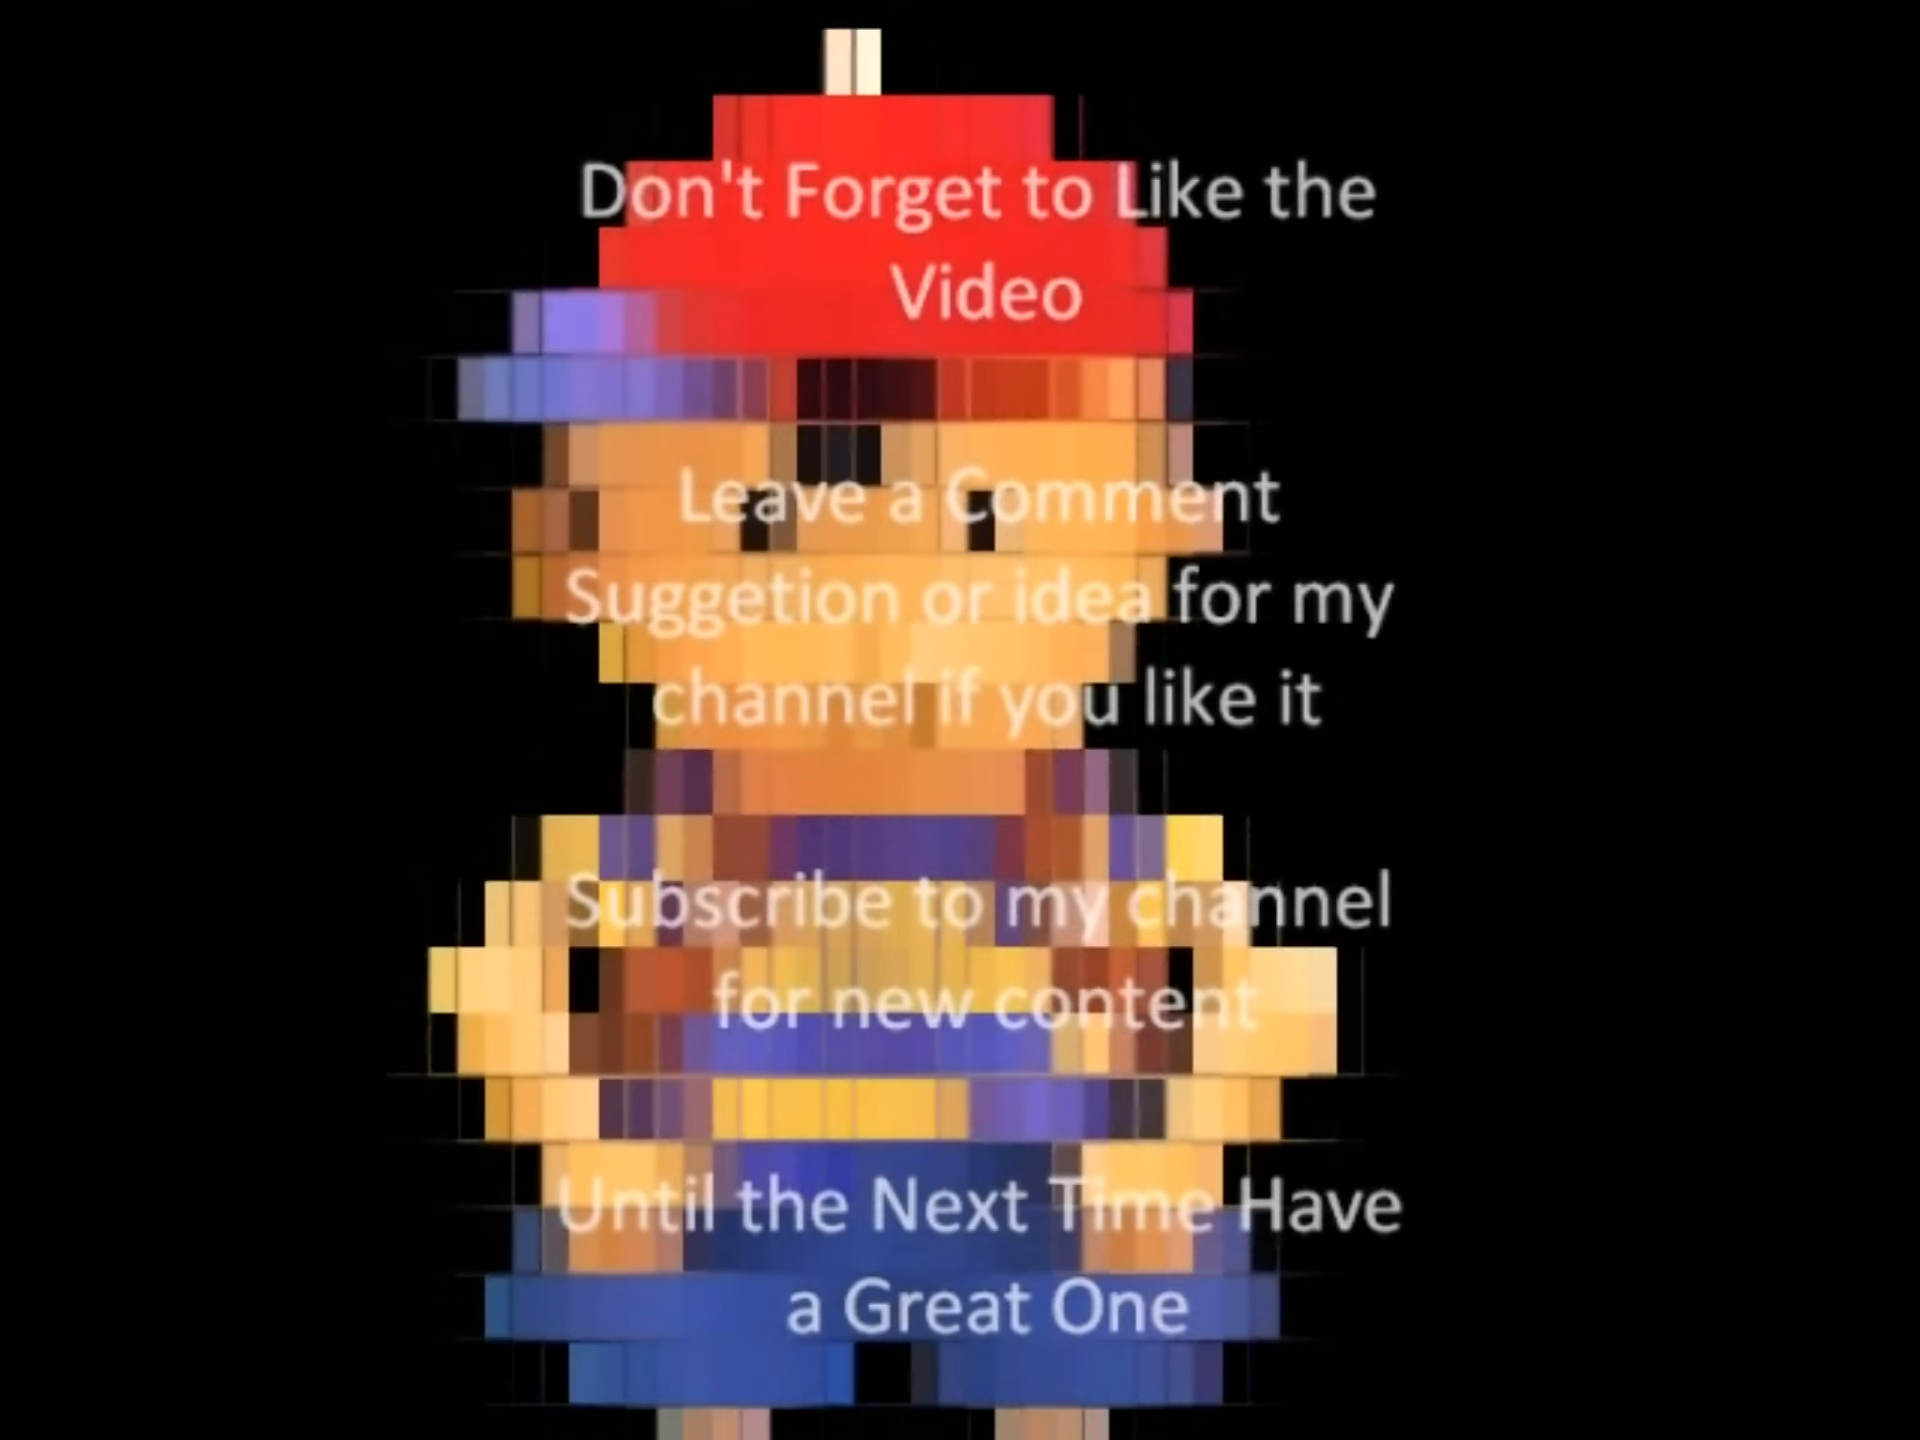 Don't Forget to Like the
Video
Leave a Comment
Suggetion or idea for my
channel if you like it
Subscribe to my channel
for new content
Until the Next Time Have
a Great One